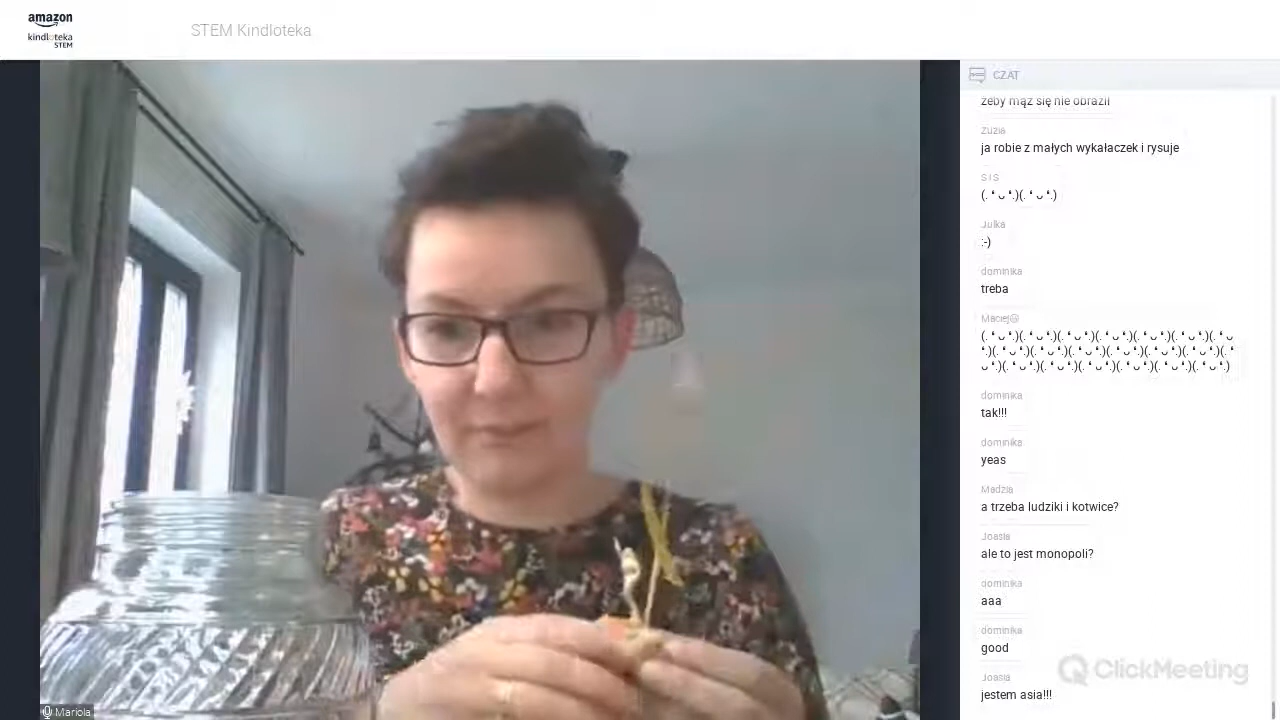 amazon
kindloteka
STEM
STEM Kindloteka
CZAT
żeby mąż się nie obraził
Zuzia
ja robie z małych wykałaczek i rysuje
S I S
(. ❛ ᴗ ❛.)(. ❛ ᴗ ❛.)
Julka
:-)
dominika
treba
Maciej@
(. ❛ ᴗ ❛.)(. ❛ ᴗ ❛.)(. ❛ ᴗ ❛.)(. ❛ ᴗ ❛.)(. ❛ ᴗ ❛.)(. ❛ ᴗ ❛.)(. ❛ ᴗ
❛.)(. ❛ ᴗ ❛.)(. ❛ ᴗ ❛.)(. ❛ ᴗ ❛.)(. ❛ ᴗ ❛.)(. ❛ ᴗ ❛.)(. ❛ ᴗ ❛.)(. ❛
ᴗ ❛.)(. ❛ ᴗ ❛.)(. ❛ ᴗ ❛.)(. ❛ ᴗ ❛.)(. ❛ ᴗ ❛.)(. ❛ ᴗ ❛.)(. ❛ ᴗ ❛.)
dominika
tak!!!
dominika
yeas
Madzia
a trzeba ludziki i kotwice?
Joasia
ale to jest monopoli?
dominika
aaa
dominika
good
Joasia
jestem asia!!!
ClickMeeting
Mariola